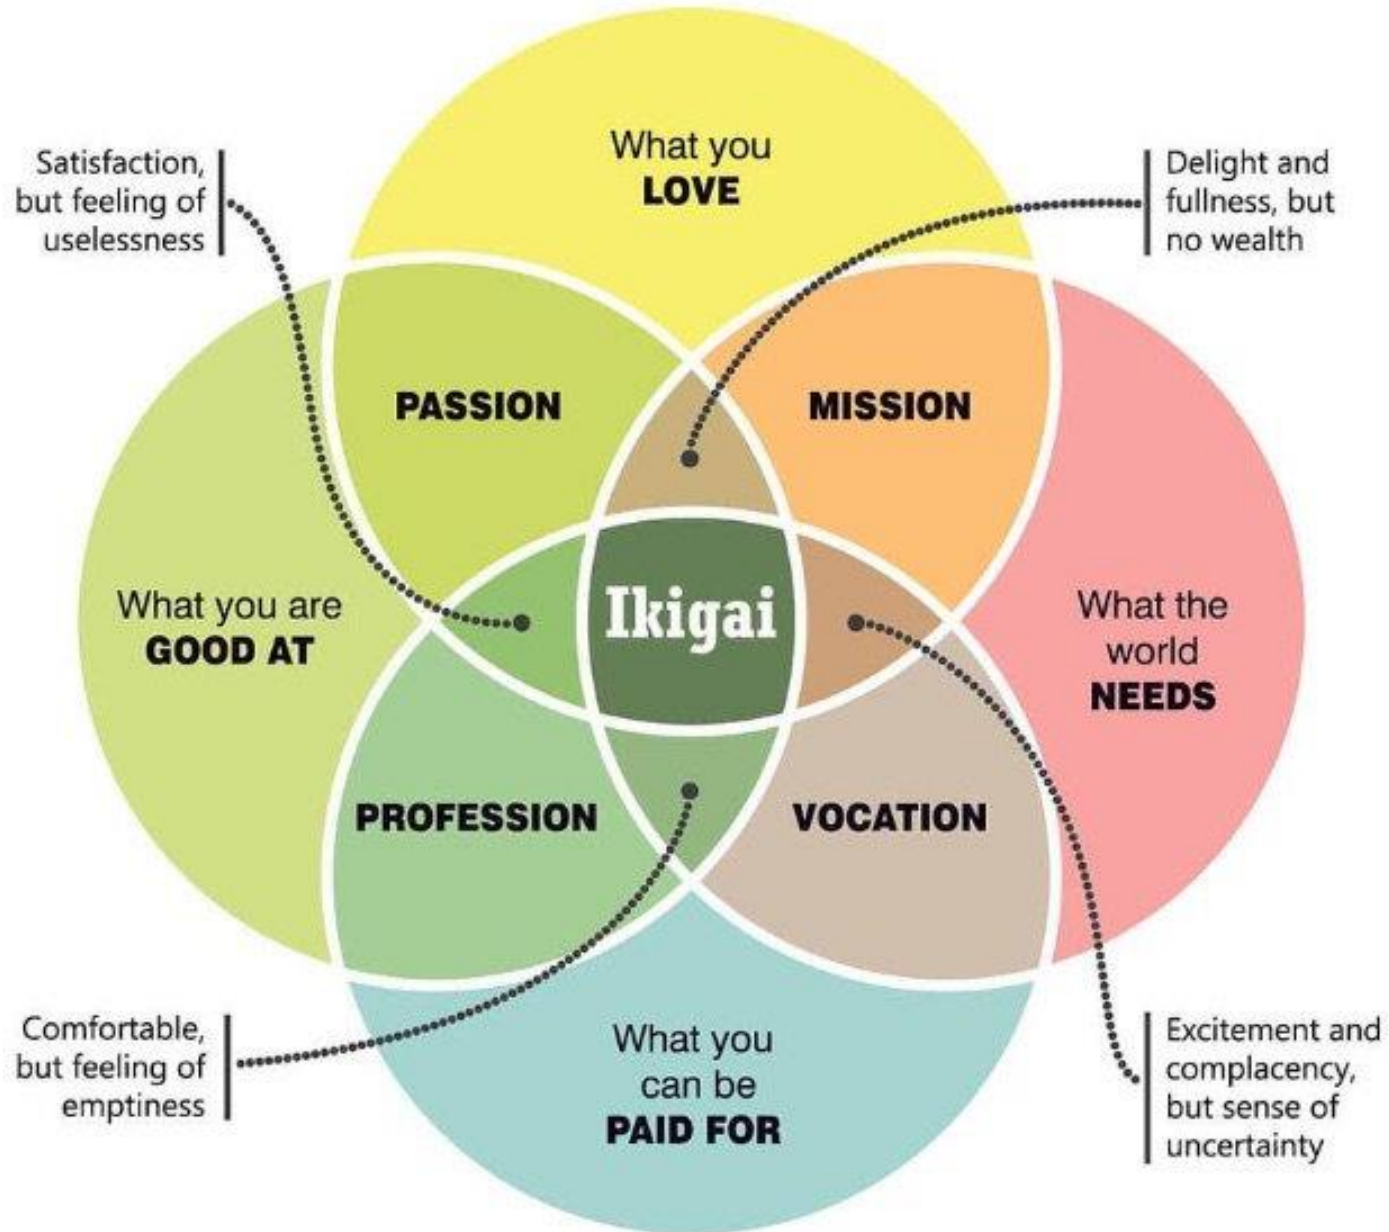 What you
LOVE
Satisfaction,
but feeling of
uselessness
Delight and
fullness, but
no wealth
PASSION
MISSION
What you are
GOOD AT
Ikigai
What the
world
NEEDS
PROFESSION
VOCATION
Comfortable,
but feeling of
emptiness
What you
can be
PAID FOR
Excitement and
complacency,
but sense of
uncertainty